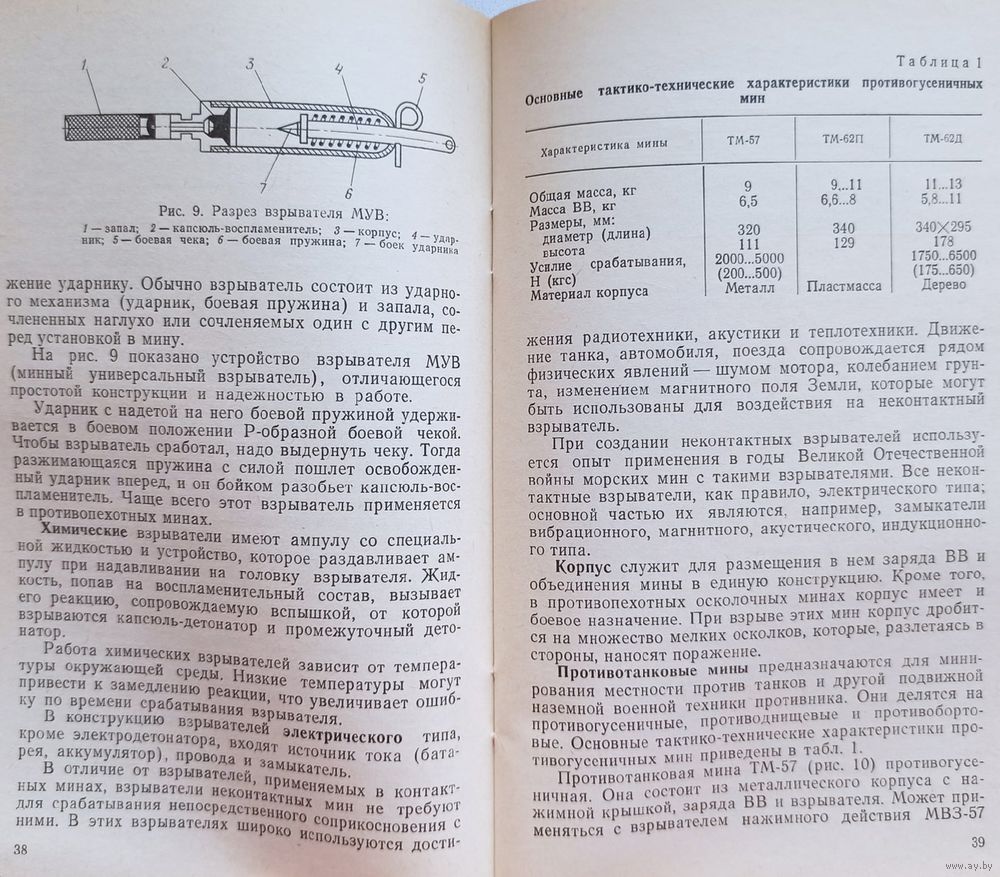 1
2
3
4
5
7
6
Рис. 9. Разрез взрывателя МУВ:
1 — запал; 2 — капсюль-воспламенитель; 3 — корпус; 4 — удар-
ник; 5 — боевая чека; 6 — боевая пружина; 7 — боек ударника
жение ударнику. Обычно взрыватель состоит из ударно-
го механизма (ударник, боевая пружина) и запала, со-
члененных наглухо или сочленяемых один с другим пе-
ред установкой в мину.
На рис. 9 показано устройство взрывателя МУВ
(минный универсальный взрыватель), отличающегося
простотой конструкции и надежностью в работе.
Ударник с надетой на него боевой пружиной удержи-
вается в боевом положении Р-образной боевой чекой.
Чтобы взрыватель сработал, надо выдернуть чеку. Тогда
разжимающаяся пружина с силой пошлет освобожден-
ный ударник вперед, и он бойком разобьет капсюль-вос-
пламенитель. Чаще всего этот взрыватель применяется
в противопехотных минах.
Химические взрыватели имеют ампулу со специаль-
ной жидкостью и устройство, которое раздавливает ам-
пулу при надавливании на головку взрывателя. Жид-
кость, попав на воспламенительный состав, вызывает
его реакцию, сопровождаемую вспышкой, от которой
взрываются капсюль-детонатор и промежуточный дето-
натор.
Работа химических взрывателей зависит от темпера-
туры окружающей среды. Низкие температуры могут
привести к замедлению реакции, что увеличивает ошиб-
ку по времени срабатывания взрывателя.
В конструкцию взрывателей электрического типа,
кроме электродетонатора, входят источник тока (бата-
рея, аккумулятор), провода и замыкатель.
В отличие от взрывателей, применяемых в контакт-
ных минах, взрыватели неконтактных мин не требуют
для срабатывания непосредственного соприкосновения с
ними. В этих взрывателях широко используются дости-
38
Таблица 1
Основные тактико-технические характеристики противогусеничных
мин
Характеристика мины ТМ-57 ТМ-62П ТМ-62Д
Общая масса, кг 9 9...11 11...13
Масса ВВ, кг 6,5 6,6...8 5,8...11
Размеры, мм:
диаметр (длина) 320 340 340×295
высота 111 129 178
Усилие срабатывания, 2000...5000 1750...6500
Н (кгс) (200...500) (175...650)
Материал корпуса Металл Пластмасса Дерево
жения радиотехники, акустики и теплотехники. Движе-
ние танка, автомобиля, поезда сопровождается рядом
физических явлений — шумом мотора, колебанием грун-
та, изменением магнитного поля Земли, которые могут
быть использованы для воздействия на неконтактный
взрыватель.
При создании неконтактных взрывателей использу-
ется опыт применения в годы Великой Отечественной
войны морских мин с такими взрывателями. Все некон-
тактные взрыватели, как правило, электрического типа;
основной частью их являются, например, замыкатели
вибрационного, магнитного, акустического, индукционно-
го типа.
Корпус служит для размещения в нем заряда ВВ и
объединения мины в единую конструкцию. Кроме того,
в противопехотных осколочных минах корпус имеет и
боевое назначение. При взрыве этих мин корпус дробит-
ся на множество мелких осколков, которые, разлетаясь в
стороны, наносят поражение.
Противотанковые мины предназначаются для мини-
рования местности против танков и другой подвижной
наземной военной техники противника. Они делятся на
противогусеничные, противоднищевые и противоборто-
вые. Основные тактико-технические характеристики про-
тивогусеничных мин приведены в табл. 1.
Противотанковая мина ТМ-57 (рис. 10) противогусе-
ничная. Она состоит из металлического корпуса с на-
жимной крышкой, заряда ВВ и взрывателя. Может при-
меняться с взрывателем нажимного действия МВЗ-57
39
www.ay.by